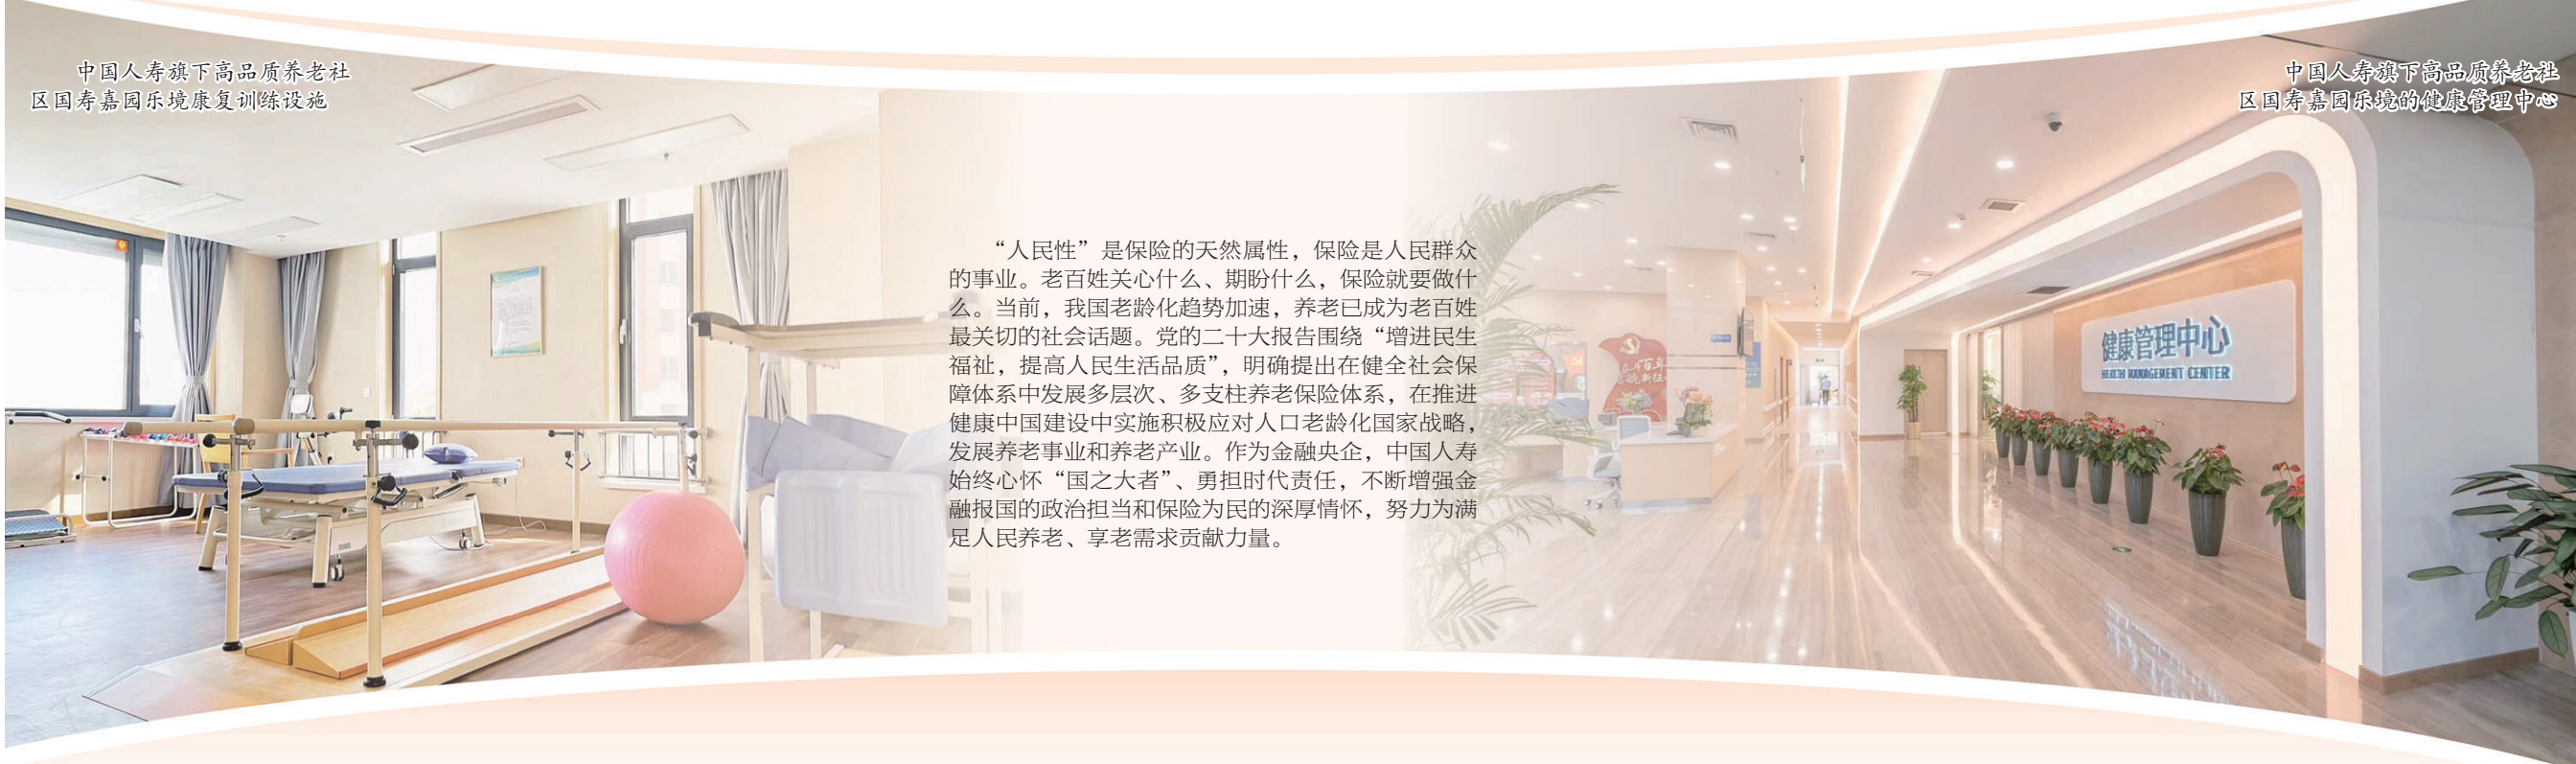 中国人寿旗下高品质养老社
区国寿嘉园乐境康复训练设施
中国人寿旗下高品质养老社
区国寿嘉园乐境的健康管理中心
“人民性”是保险的天然属性，保险是人民群众
的事业。老百姓关心什么、期盼什么，保险就要做什
么。当前，我国老龄化趋势加速，养老已成为老百姓
最关切的社会话题。党的二十大报告围绕“增进民生
福祉，提高人民生活品质”，明确提出在健全社会保
障体系中发展多层次、多支柱养老保险体系，在推进
健康中国建设中实施积极应对人口老龄化国家战略，
发展养老事业和养老产业。作为金融央企，中国人寿
始终心怀“国之大者”、勇担时代责任，不断增强金
融报国的政治担当和保险为民的深厚情怀，努力为满
足人民养老、享老需求贡献力量。
健康管理中心
HEALTH MANAGEMENT CENTER